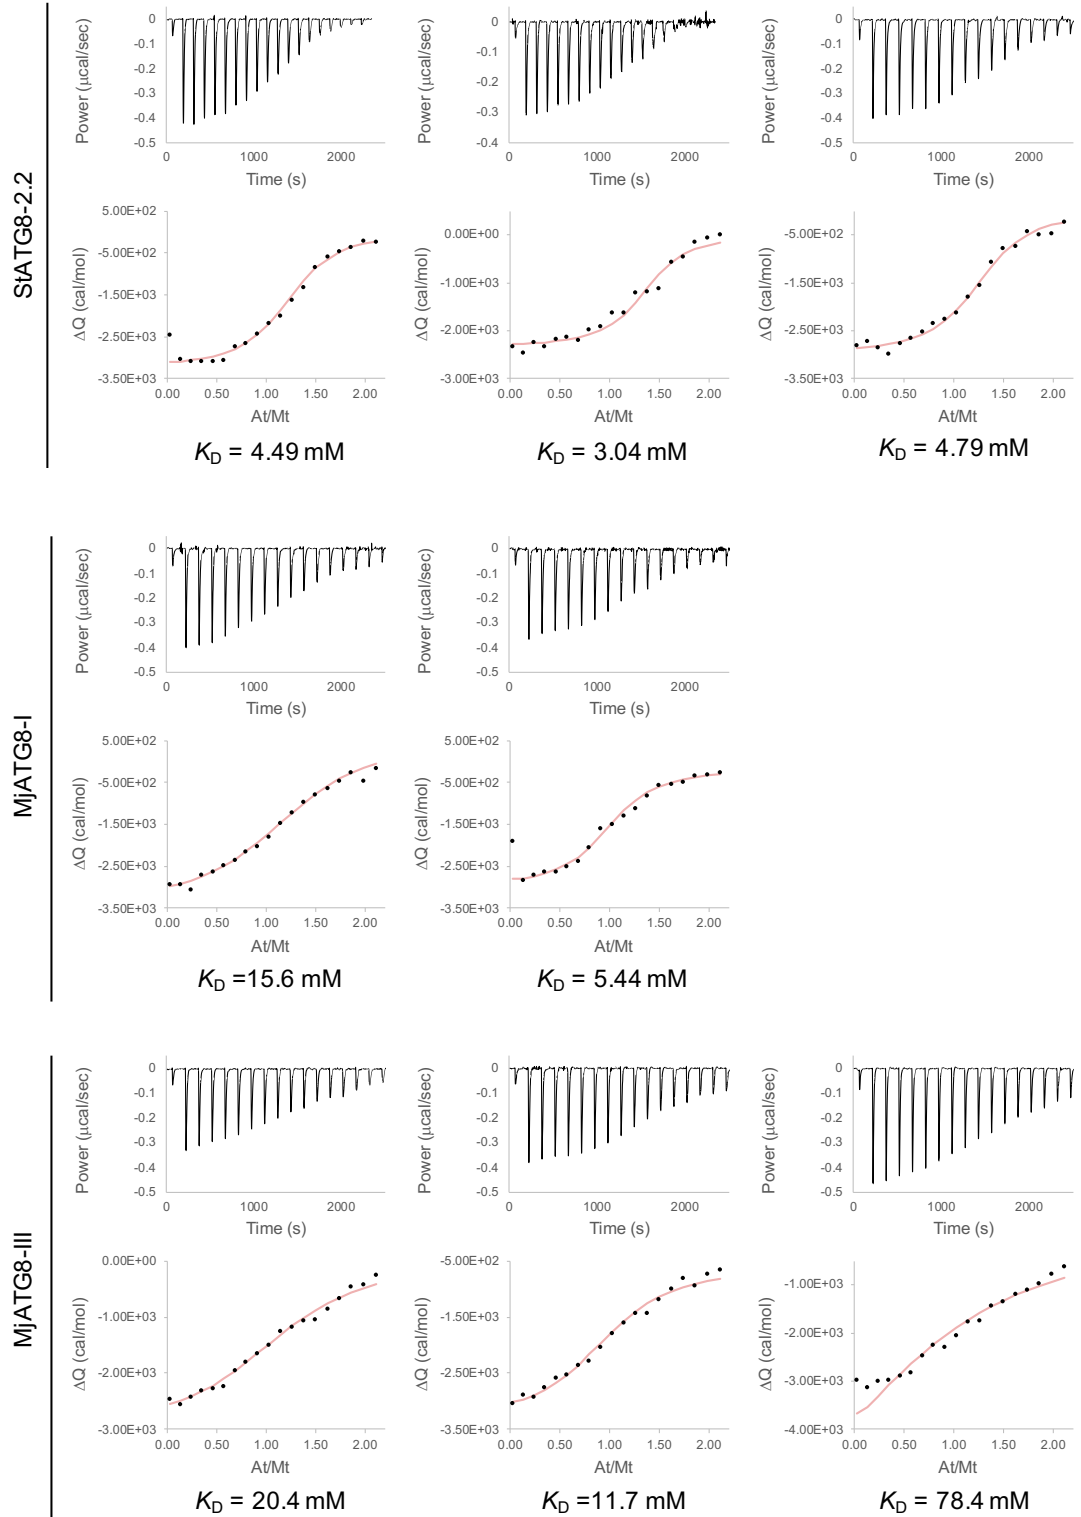 StATG8-2.2
Power (μcal/sec)
0
-0.1
-0.2
-0.3
-0.4
-0.5
0 1000 2000
Time (s)
Power (μcal/sec)
0
-0.1
-0.2
-0.3
-0.4
0 1000 2000
Time (s)
Power (μcal/sec)
0
-0.1
-0.2
-0.3
-0.4
-0.5
0 1000 2000
Time (s)
ΔQ (cal/mol)
5.00E+02
-5.00E+02
-1.50E+03
-2.50E+03
-3.50E+03
0.00 0.50 1.00 1.50 2.00
At/Mt
KD = 4.49 mM
ΔQ (cal/mol)
0.00E+00
-1.00E+03
-2.00E+03
-3.00E+03
0.00 0.50 1.00 1.50 2.00
At/Mt
KD = 3.04 mM
ΔQ (cal/mol)
-5.00E+02
-1.50E+03
-2.50E+03
-3.50E+03
0.00 0.50 1.00 1.50 2.00
At/Mt
KD = 4.79 mM
MjATG8-I
Power (μcal/sec)
0
-0.1
-0.2
-0.3
-0.4
-0.5
0 1000 2000
Time (s)
Power (μcal/sec)
0
-0.1
-0.2
-0.3
-0.4
-0.5
0 1000 2000
Time (s)
ΔQ (cal/mol)
5.00E+02
-5.00E+02
-1.50E+03
-2.50E+03
-3.50E+03
0.00 0.50 1.00 1.50 2.00
At/Mt
KD =15.6 mM
ΔQ (cal/mol)
5.00E+02
-5.00E+02
-1.50E+03
-2.50E+03
-3.50E+03
0.00 0.50 1.00 1.50 2.00
At/Mt
KD = 5.44 mM
MjATG8-III
Power (μcal/sec)
0
-0.1
-0.2
-0.3
-0.4
-0.5
0 1000 2000
Time (s)
Power (μcal/sec)
0
-0.1
-0.2
-0.3
-0.4
-0.5
0 1000 2000
Time (s)
Power (μcal/sec)
0
-0.1
-0.2
-0.3
-0.4
-0.5
0 1000 2000
Time (s)
ΔQ (cal/mol)
0.00E+00
-1.00E+03
-2.00E+03
-3.00E+03
0.00 0.50 1.00 1.50 2.00
At/Mt
KD = 20.4 mM
ΔQ (cal/mol)
-5.00E+02
-1.50E+03
-2.50E+03
-3.50E+03
0.00 0.50 1.00 1.50 2.00
At/Mt
KD =11.7 mM
ΔQ (cal/mol)
-1.00E+03
-2.00E+03
-3.00E+03
-4.00E+03
0.00 0.50 1.00 1.50 2.00
At/Mt
KD = 78.4 mM